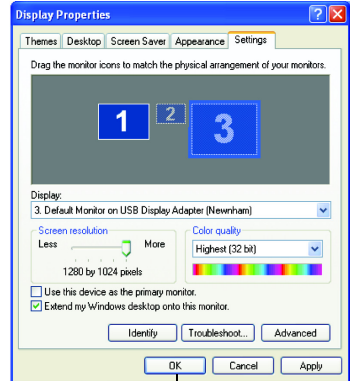 Display Properties
Themes Desktop Screen Saver Appearance Settings
Drag the monitor icons to match the physical arrangement of your monitors.
1 2 3
Display:
3. Default Monitor on USB Display Adapter (Newnham)
Screen resolution
Less More
1280 by 1024 pixels
Color quality
Highest (32 bit)
Use this device as the primary monitor.
Extend my Windows desktop onto this monitor.
Identify Troubleshoot... Advanced
OK Cancel Apply